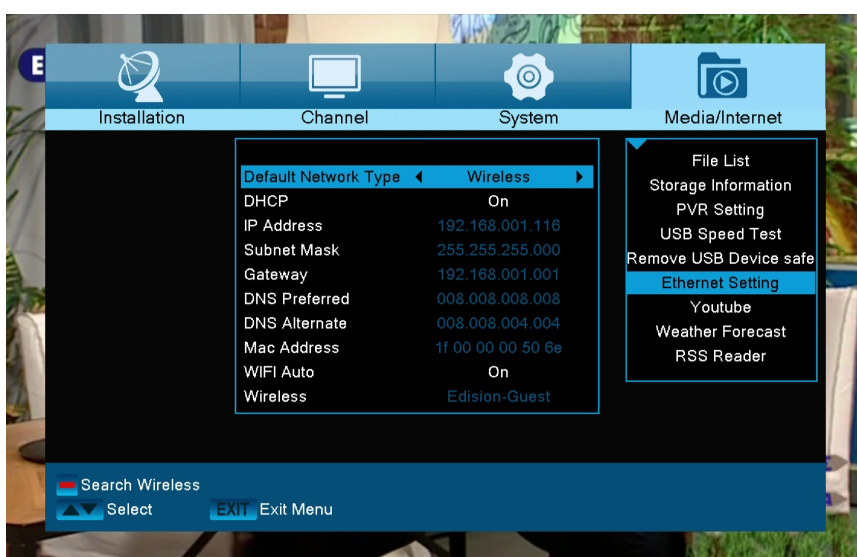 E
Installation Channel System Media/Internet
Default Network Type Wireless
DHCP On
IP Address 192.168.001.116
Subnet Mask 255.255.255.000
Gateway 192.168.001.001
DNS Preferred 008.008.008.008
DNS Alternate 008.008.004.004
Mac Address 1f 00 00 00 50 6e
WIFI Auto On
Wireless Edision-Guest
File List
Storage Information
PVR Setting
USB Speed Test
Remove USB Device safe
Ethernet Setting
Youtube
Weather Forecast
RSS Reader
Search Wireless
Select EXIT Exit Menu